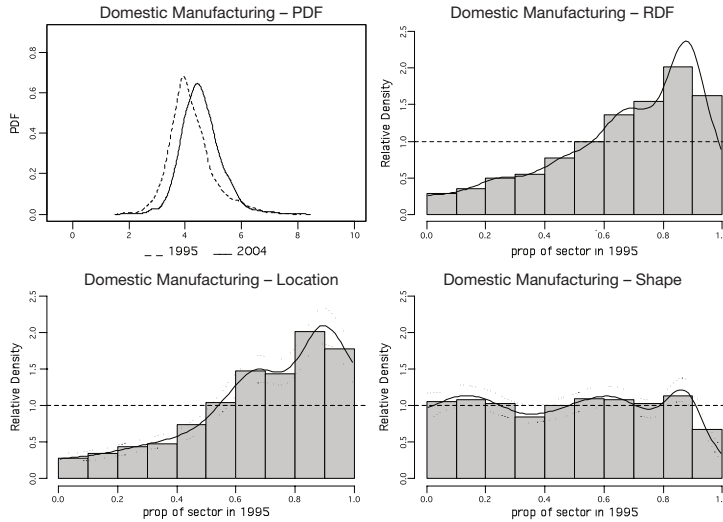 Domestic Manufacturing – PDF
PDF
0.0 0.2 0.4 0.6 0.8
0 2 4 6 8 10
1995 2004
Domestic Manufacturing – RDF
Relative Density
0.0 0.5 1.0 1.5 2.0 2.5
0.0 0.2 0.4 0.6 0.8 1.
prop of sector in 1995
Domestic Manufacturing – Location
Relative Density
0.0 0.5 1.0 1.5 2.0 2.5
0.0 0.2 0.4 0.6 0.8 1.0
prop of sector in 1995
Domestic Manufacturing – Shape
Relative Density
0.0 0.5 1.0 1.5 2.0 2.5
0.0 0.2 0.4 0.6 0.8 1.
prop of sector in 1995